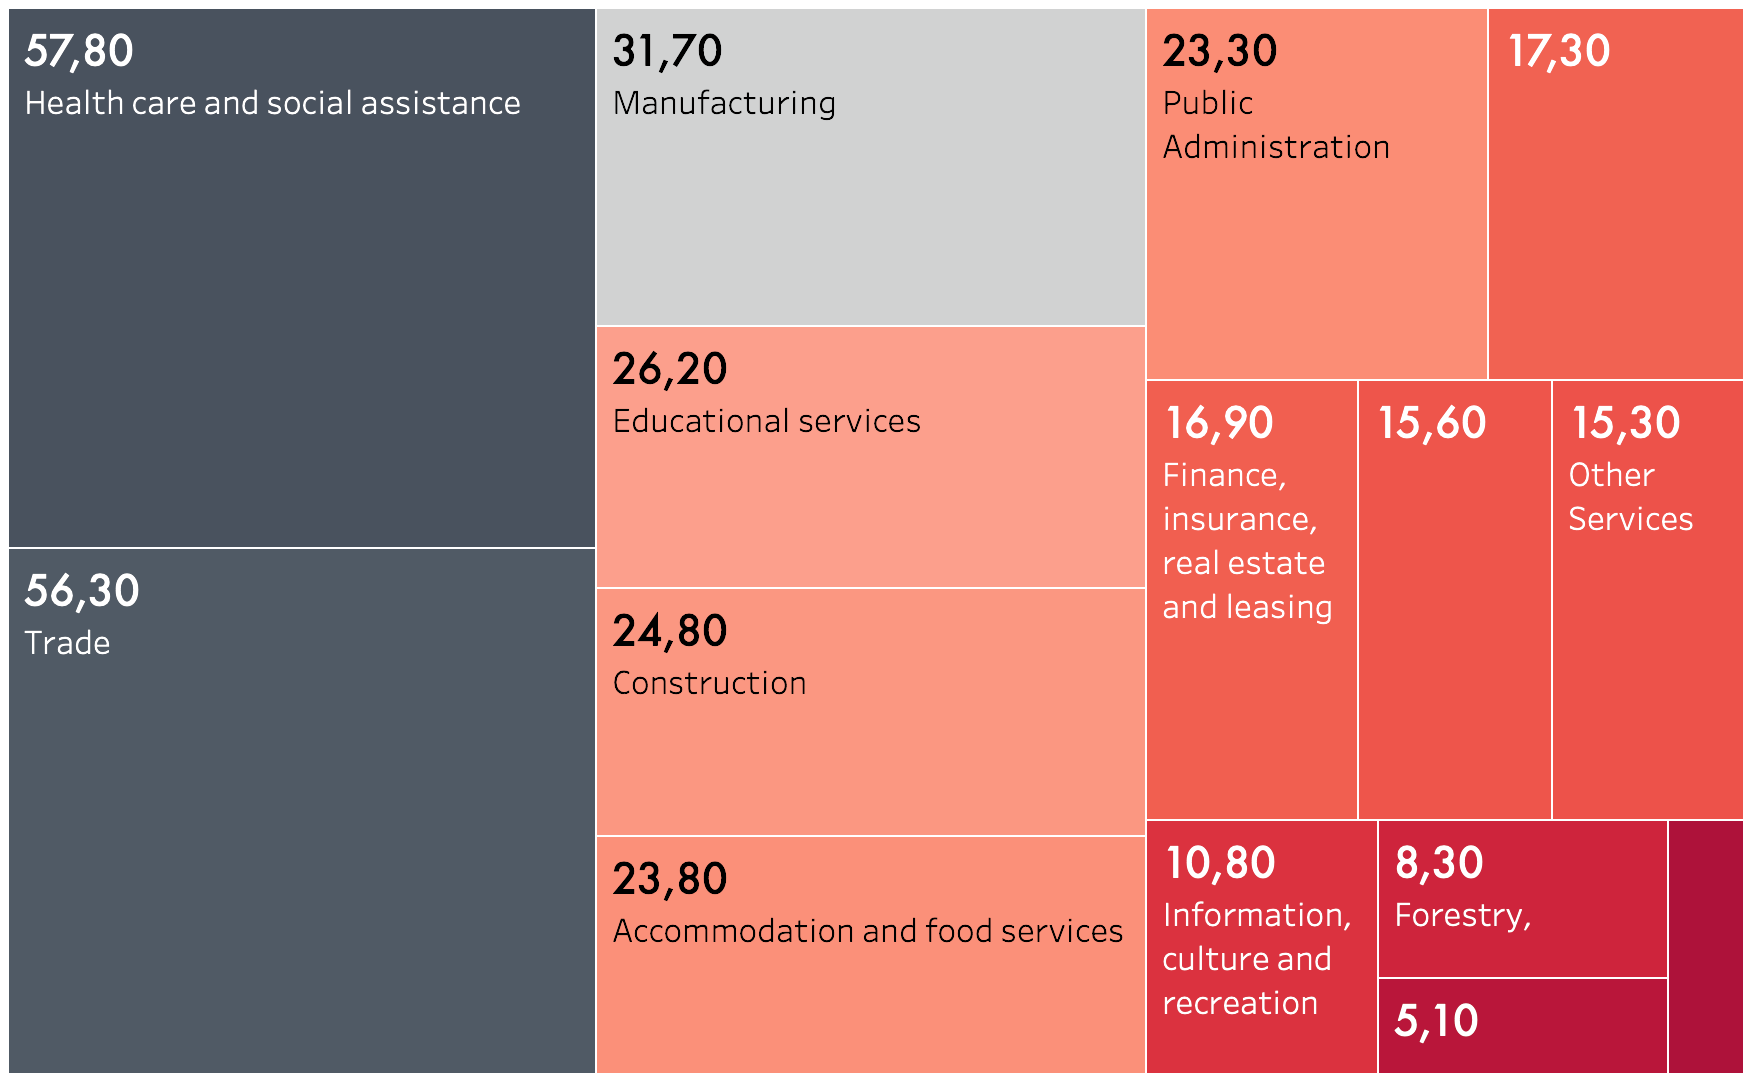 57,80
Health care and social assistance
56,30
Trade
31,70
Manufacturing
26,20
Educational services
24,80
Construction
23,80
Accommodation and food services
23,30
Public
Administration
17,30
16,90
Finance,
insurance,
real estate
and leasing
15,60
15,30
Other
Services
10,80
Information,
culture and
recreation
8,30
Forestry,
5,10